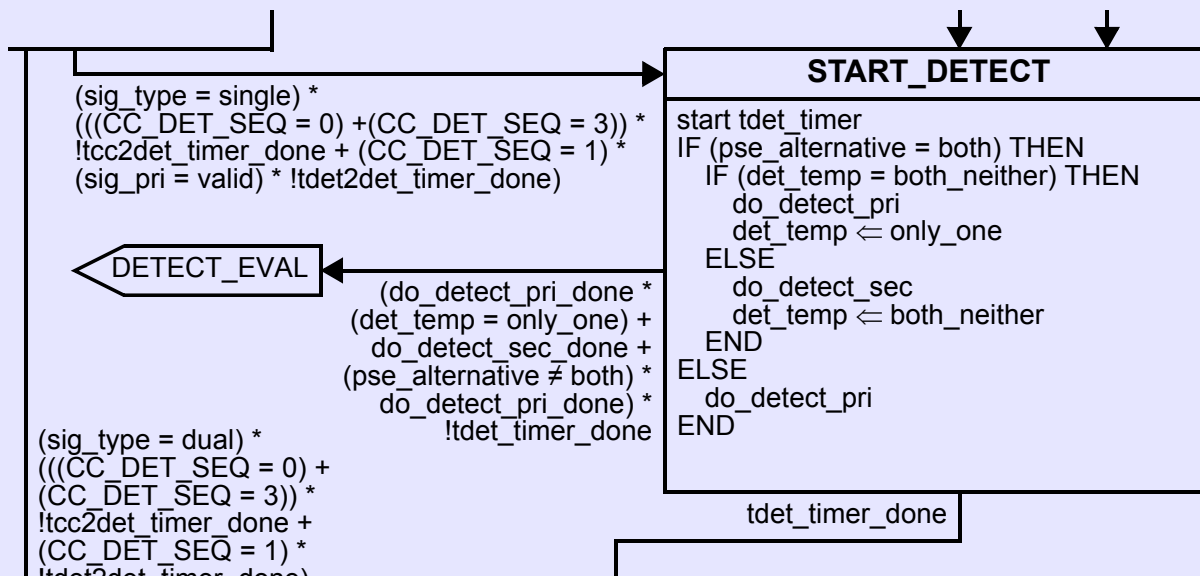 START_DETECT
(sig_type = single) *
(((CC_DET_SEQ = 0) +(CC_DET_SEQ = 3)) *
!tcc2det_timer_done + (CC_DET_SEQ = 1) *
(sig_pri = valid) * !tdet2det_timer_done)
start tdet_timer
IF (pse_alternative = both) THEN
IF (det_temp = both_neither) THEN
do_detect_pri
det_temp ⇐ only_one
ELSE
do_detect_sec
det_temp ⇐ both_neither
END
ELSE
do_detect_pri
END
DETECT_EVAL
(do_detect_pri_done *
(det_temp = only_one) +
do_detect_sec_done +
(pse_alternative ≠ both) *
do_detect_pri_done) *
!tdet_timer_done
(sig_type = dual) *
(((CC_DET_SEQ = 0) +
(CC_DET_SEQ = 3)) *
!tcc2det_timer_done +
(CC_DET_SEQ = 1) *
!tdet2det_timer_done)
tdet_timer_done